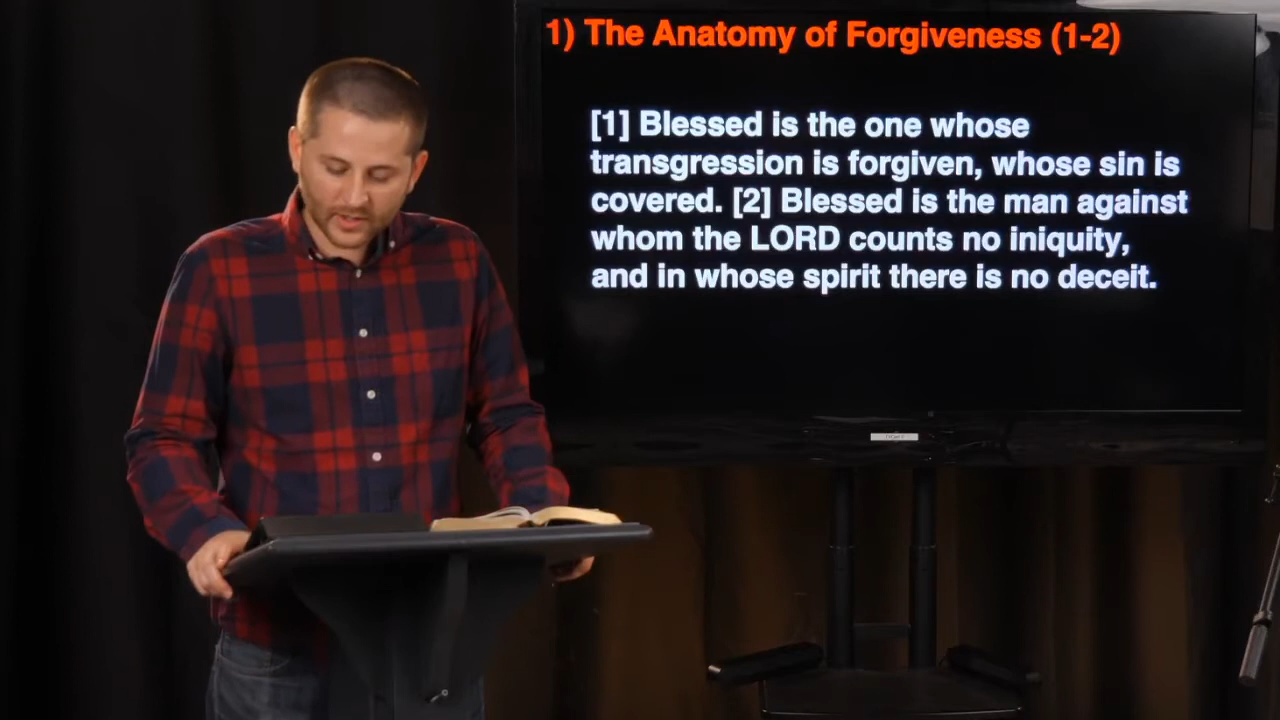 1) The Anatomy of Forgiveness (1-2)
[1] Blessed is the one whose
transgression is forgiven, whose sin is
covered. [2] Blessed is the man against
whom the LORD counts no iniquity,
and in whose spirit there is no deceit.